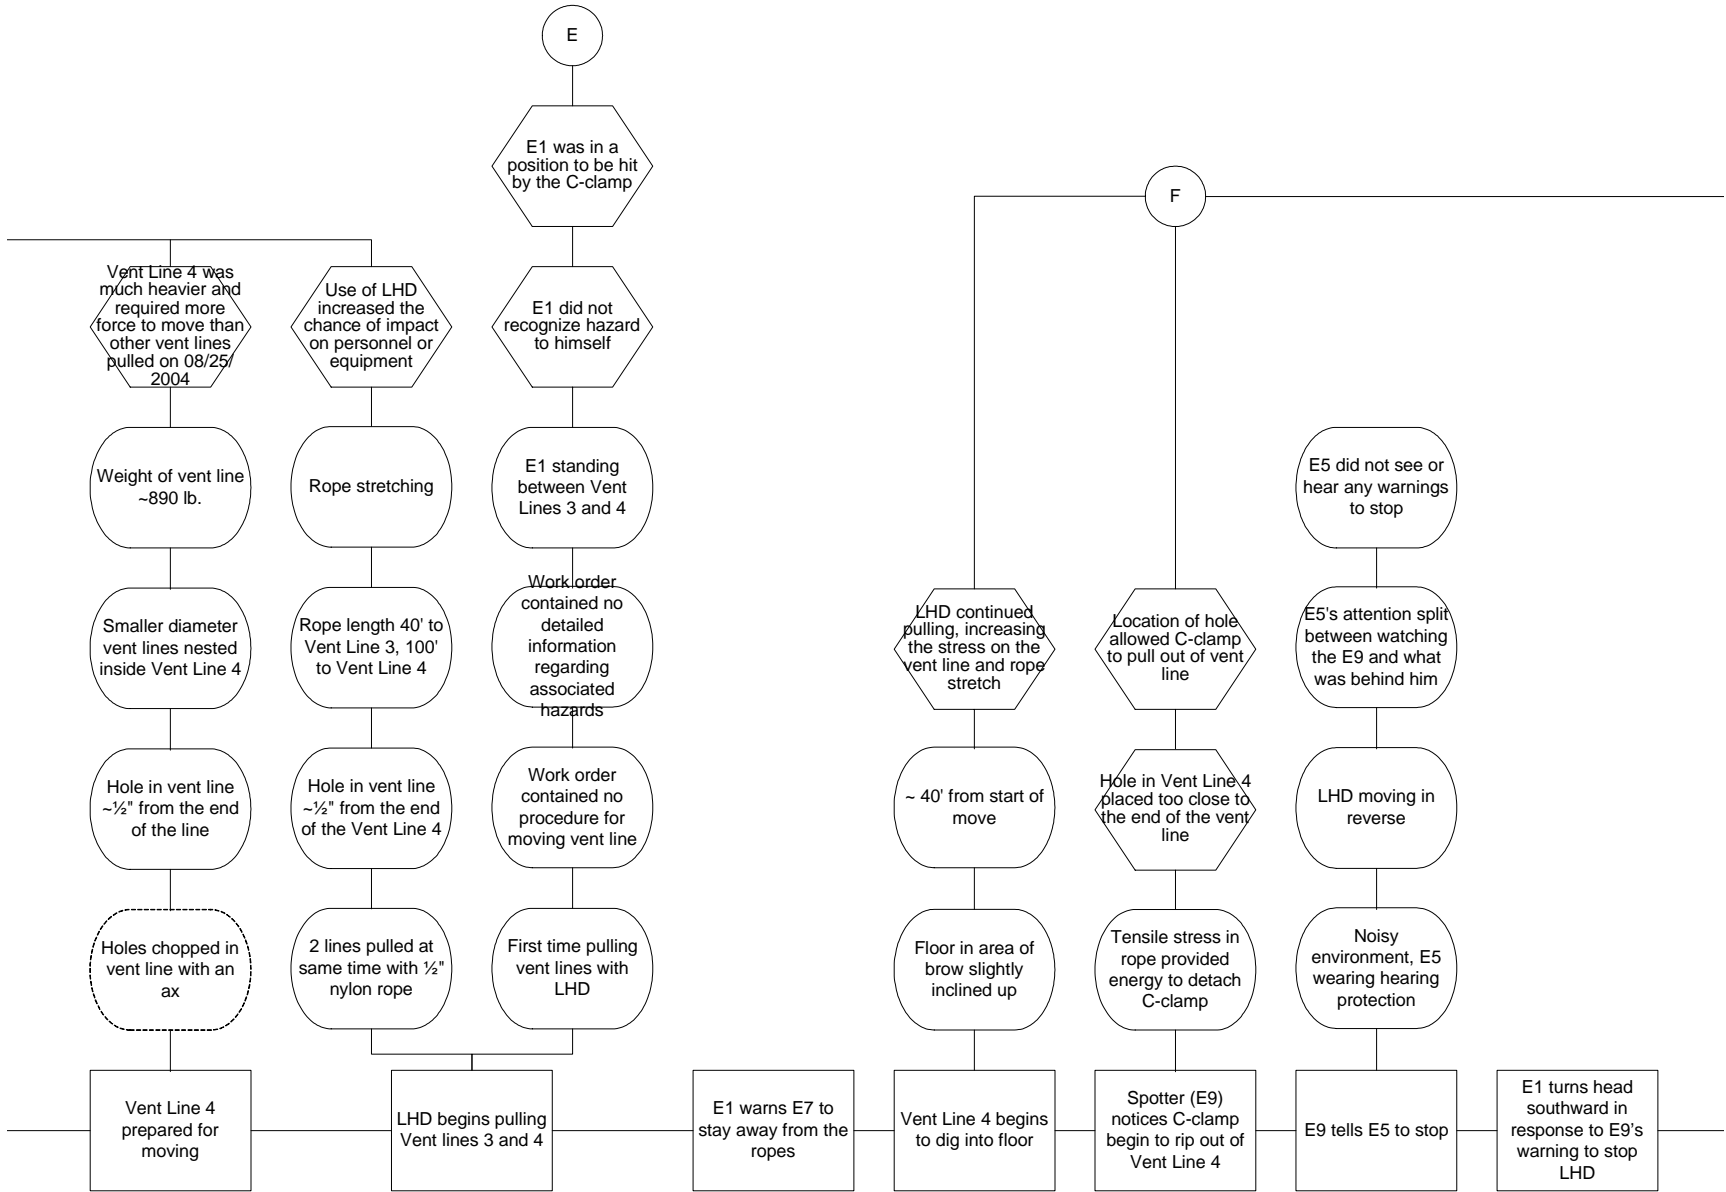 E
E1 was in a
position to be hit
by the C-clamp
F
Vent Line 4 was
much heavier and
required more
force to move than
other vent lines
pulled on 08/25/
2004
Use of LHD
increased the
chance of impact
on personnel or
equipment
E1 did not
recognize hazard
to himself
Weight of vent line
~890 lb.
Rope stretching
E1 standing
between Vent
Lines 3 and 4
E5 did not see or
hear any warnings
to stop
Smaller diameter
vent lines nested
inside Vent Line 4
Rope length 40' to
Vent Line 3, 100'
to Vent Line 4
Work order
contained no
detailed
information
regarding
associated
hazards
LHD continued
pulling, increasing
the stress on the
vent line and rope
stretch
Location of hole
allowed C-clamp
to pull out of vent
line
E5's attention split
between watching
the E9 and what
was behind him
Hole in vent line
~½" from the end
of the line
Hole in vent line
~½" from the end
of the Vent Line 4
Work order
contained no
procedure for
moving vent line
~ 40' from start of
move
Hole in Vent Line 4
placed too close to
the end of the vent
line
LHD moving in
reverse
Holes chopped in
vent line with an
ax
2 lines pulled at
same time with ½"
nylon rope
First time pulling
vent lines with
LHD
Floor in area of
brow slightly
inclined up
Tensile stress in
rope provided
energy to detach
C-clamp
Noisy
environment, E5
wearing hearing
protection
Vent Line 4
prepared for
moving
LHD begins pulling
Vent lines 3 and 4
E1 warns E7 to
stay away from the
ropes
Vent Line 4 begins
to dig into floor
Spotter (E9)
notices C-clamp
begin to rip out of
Vent Line 4
E9 tells E5 to stop
E1 turns head
southward in
response to E9's
warning to stop
LHD